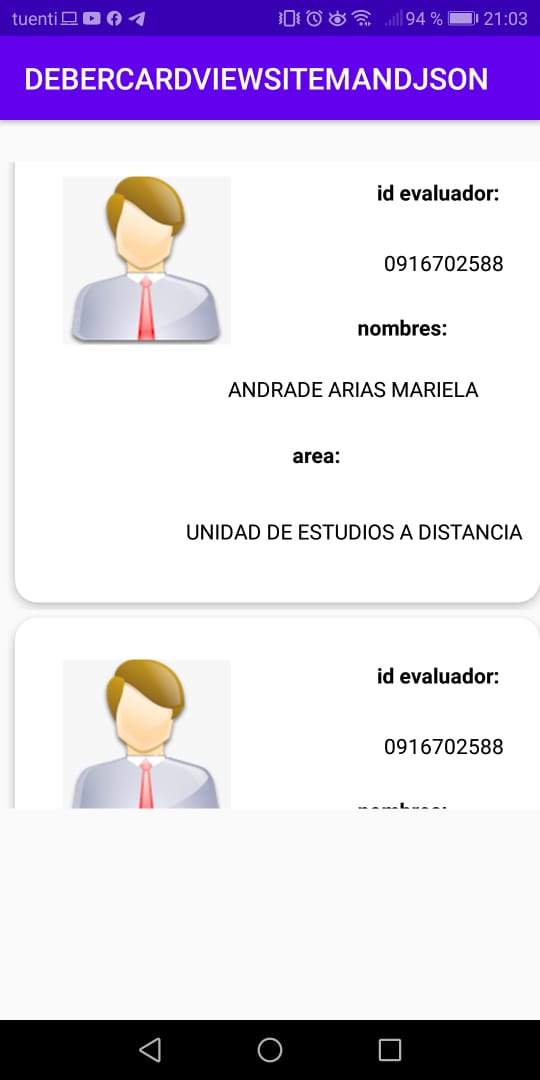 tuenti 94 % 21:03
DEBERCARDVIEWSITEMANDJSON
id evaluador:
0916702588
nombres:
ANDRADE ARIAS MARIELA
area:
UNIDAD DE ESTUDIOS A DISTANCIA
id evaluador:
0916702588
nombres: